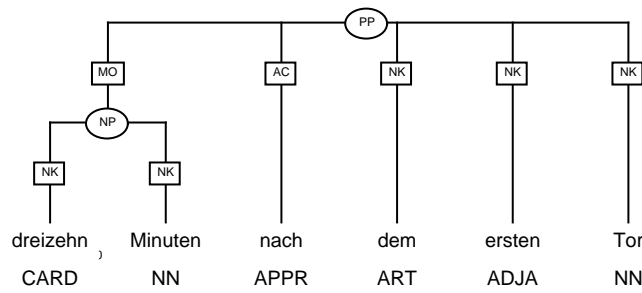 PP
MO AC NK NK NK
NP
NK NK
dreizehn Minuten nach dem ersten Tor
CARD NN APPR ART ADJA NN